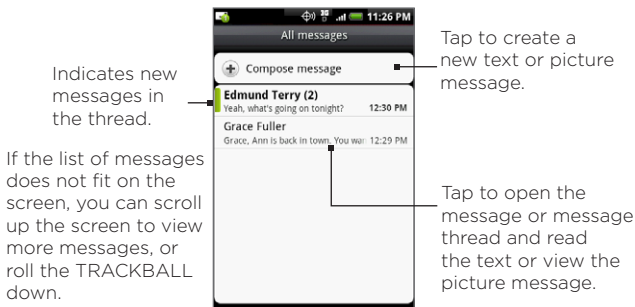 11:26 PM
All messages
Compose message
Edmund Terry (2)
Yeah, what's going on tonight? 12:30 PM
Grace Fuller
Grace, Ann is back in town. You wan 12:29 PM
Indicates new
messages in
the thread.
If the list of messages
does not fit on the
screen, you can scroll
up the screen to view
more messages, or
roll the TRACKBALL
down.
Tap to create a
new text or picture
message.
Tap to open the
message or message
thread and read
the text or view the
picture message.